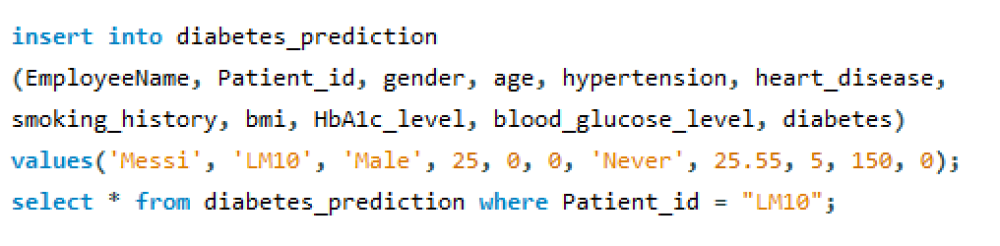 insert into diabetes_prediction
(EmployeeName, Patient_id, gender, age, hypertension, heart_disease,
smoking_history, bmi, HbA1c_level, blood_glucose_level, diabetes)
values('Messi', 'LM10', 'Male', 25, 0, 0, 'Never', 25.55, 5, 150, 0);
select * from diabetes_prediction where Patient_id = "LM10";